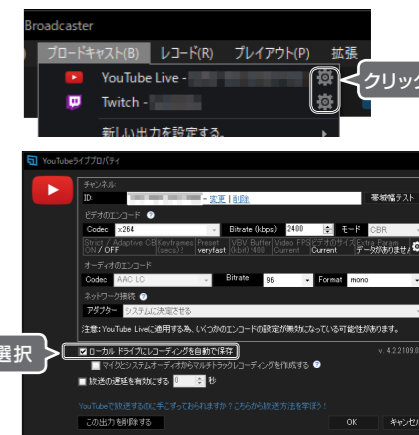 Broadcaster
ブロードキャスト(B) レコード(R) プレイアウト(P) 拡張
YouTube Live -
クリック
Twitch -
新しい出力を設定する。
YouTubeライブプロパティ
チャンネル:
ID: - 変更 | 削除 帯域幅テスト
ビデオのエンコード
Codec x264 Bitrate (kbps) 2400 モード CBR
Strict / Adaptive CB Keyframes Preset VBV Buffer Video FPS ビデオのサイズ Extra Param
ON / OFF (secs)? veryfast (kbit) Current Current データがありません
オーディオのエンコード
Codec AAC LC Bitrate 96 Format mono
ネットワーク接続
アダプター システムに決定させる
注意: YouTube Liveに適用する為、いくつかのエンコードの設定が無効になっている可能性があります。
選択
ローカルドライブにレコーディングを自動で保存 v. 4.2.2109.0
マイクとシステムオーディオからマルチトラックレコーディングを作成する
放送の遅延を有効にする 0 秒
YouTubeで放送するのに手こずっておられますか？こちらから放送方法を学ぼう！
この出力を削除する OK キャンセ